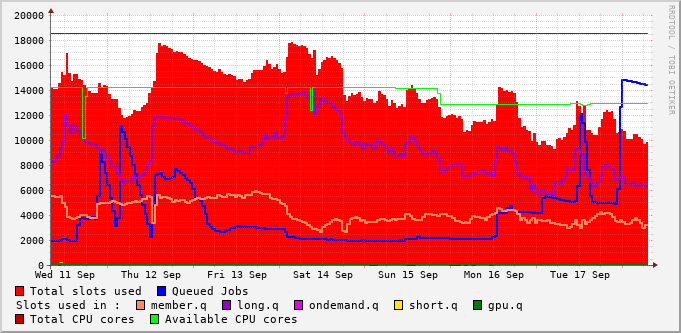 20000
18000
16000
14000
12000
10000
8000
6000
4000
2000
0
Wed 11 Sep Thu 12 Sep Fri 13 Sep Sat 14 Sep Sun 15 Sep Mon 16 Sep Tue 17 Sep
RRDTOOL / TOBI OETIKER
Total slots used Queued Jobs
Slots used in : member.q long.q ondemand.q short.q gpu.q
Total CPU cores Available CPU cores